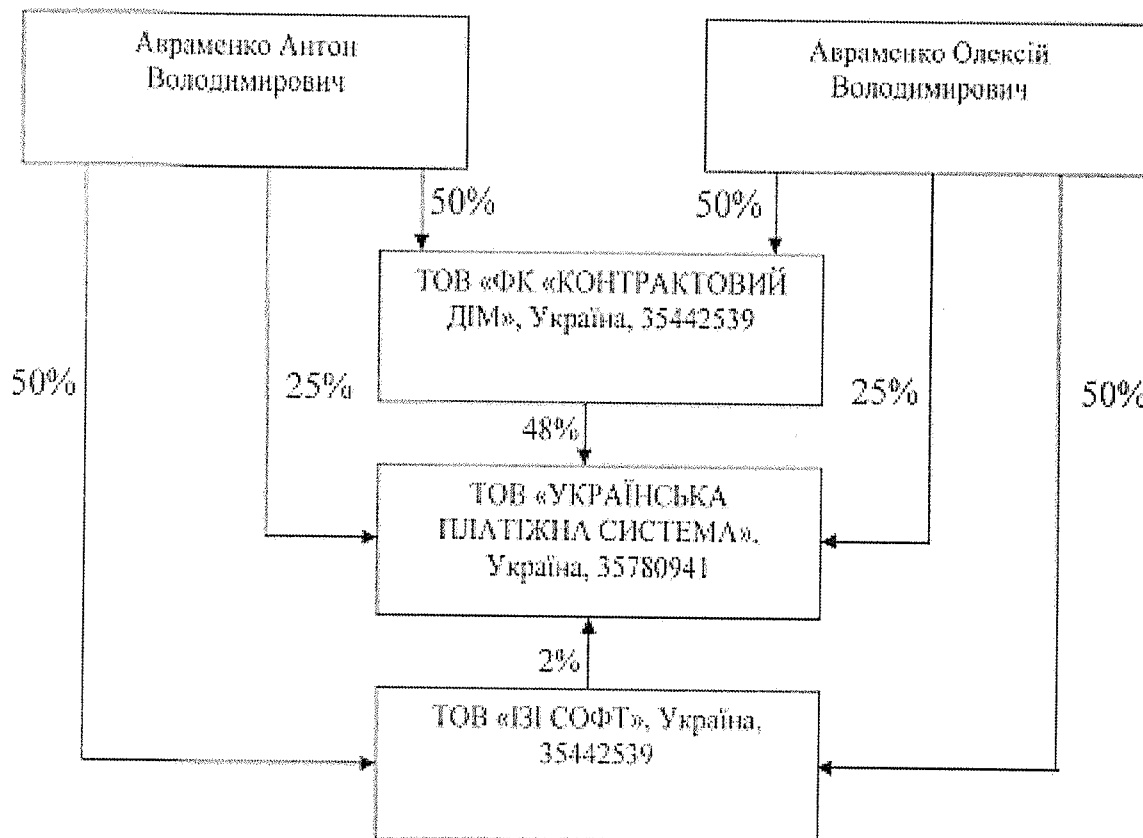 Авраменко Антон
Володимирович
Авраменко Олексій
Володимирович
50%
50%
ТОВ «ФК «КОНТРАКТОВИЙ
ДІМ», Україна, 35442539
50%
25%
25%
50%
48%
ТОВ «УКРАЇНСЬКА
ПЛАТІЖНА СИСТЕМА»,
Україна, 35780941
2%
ТОВ «ІЗІ СОФТ», Україна,
35442539